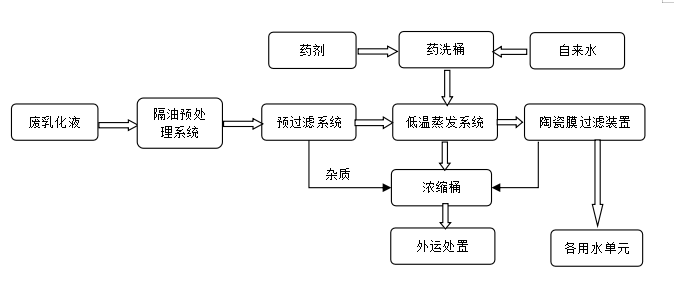 药剂
药洗桶
自来水
废乳化液
隔油预处
理系统
预过滤系统
低温蒸发系统
陶瓷膜过滤装置
杂质
浓缩桶
外运处置
各用水单元